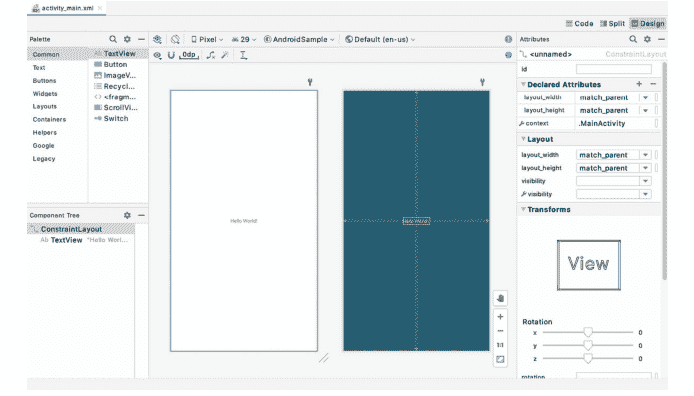 activity_main.xml
Code Split Design
Palette
Pixel 29 AndroidSample Default (en-us)
Attributes
Common
Text
Buttons
Widgets
Layouts
Containers
Helpers
Google
Legacy
Ab TextView
Button
ImageV...
Recycl...
<> <fragm...
ScrollVi...
Switch
0dp
<unnamed> ConstraintLayout
id
Declared Attributes
layout_width match_parent
layout_height match_parent
context .MainActivity
Layout
layout_width match_parent
layout_height match_parent
visibility
visibility
Transforms
View
Rotation
x 0
y 0
z 0
rotation
Hello World!
Component Tree
ConstraintLayout
Ab TextView "Hello Worl...
1:1